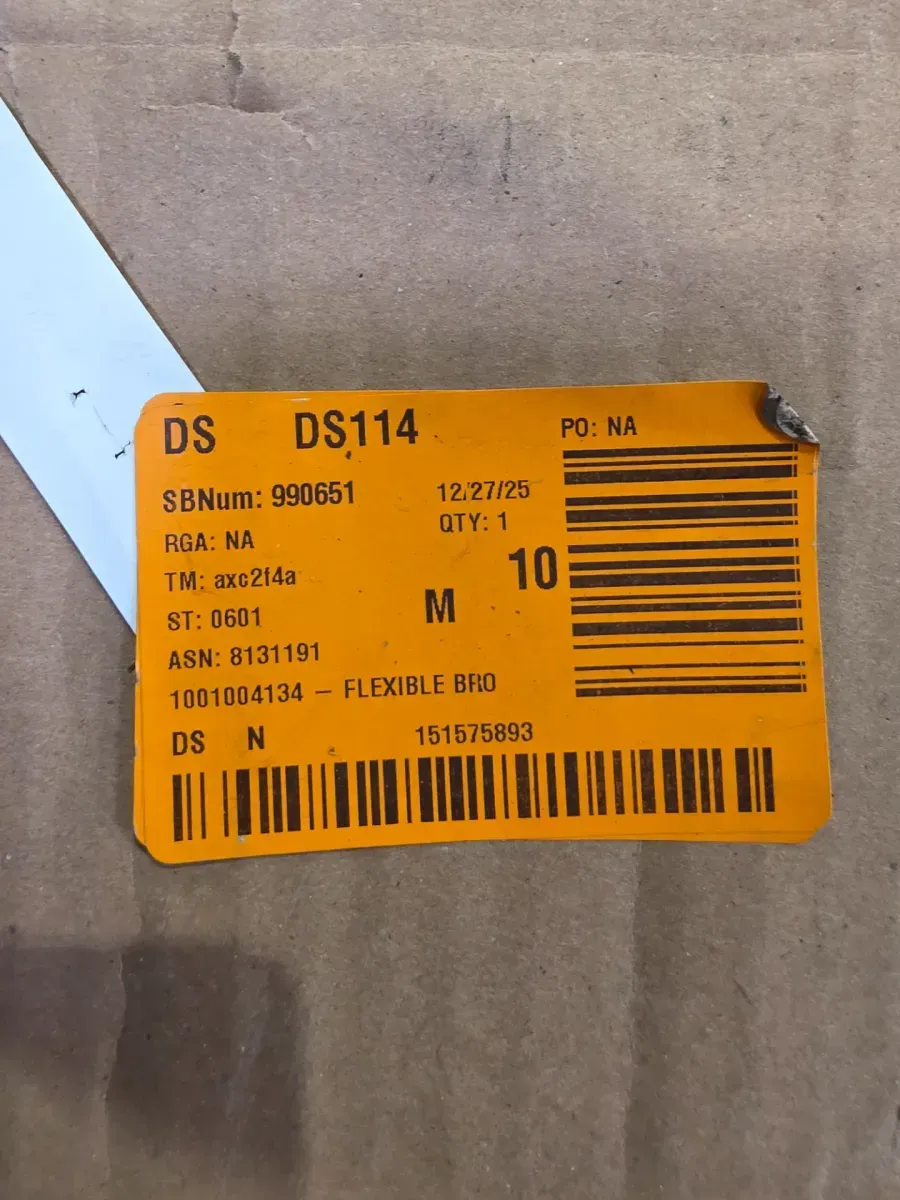 DS DS114 PO: NA
SBNum: 990651 12/27/25
RGA: NA QTY: 1
TM: axc2f4a 10
ST: 0601 M
ASN: 8131191
1001004134 – FLEXIBLE BRO
DS N 151575893